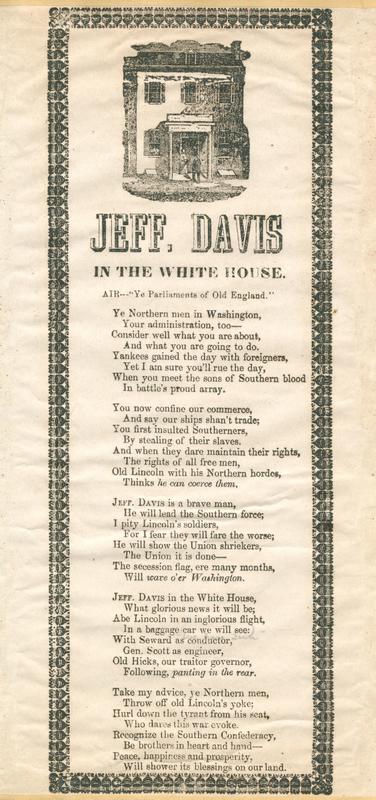 JEFF. DAVIS
IN THE WHITE HOUSE.
AIR--"Ye Parliaments of Old England."
Ye Northern men in Washington,
Your administration, too—
Consider well what you are about,
And what you are going to do.
Yankees gained the day with foreigners,
Yet I am sure you'll rue the day,
When you meet the sons of Southern blood
In battle's proud array.
You now confine our commerce,
And say our ships shan't trade;
You first insulted Southerners,
By stealing of their slaves.
And when they dare maintain their rights,
The rights of all free men,
Old Lincoln with his Northern hordes,
Thinks he can coerce them.
JEFF. DAVIS is a brave man,
He will lead the Southern force;
I pity Lincoln's soldiers,
For I fear they will fare the worse;
He will show the Union shriekers,
The Union it is done—
The secession flag, ere many months,
Will wave o'er Washington.
JEFF. DAVIS in the White House,
What glorious news it will be;
Abe Lincoln in an inglorious flight,
In a baggage car we will see:
With Seward as conductor,
Gen. Scott as engineer,
Old Hicks, our traitor governor,
Following, panting in the rear.
Take my advice, ye Northern men,
Throw off old Lincoln's yoke;
Hurl down the tyrant from his seat,
Who dares this war evoke.
Recognize the Southern Confederacy,
Be brothers in heart and hand—
Peace, happiness and prosperity,
Will shower its blessings on our land.